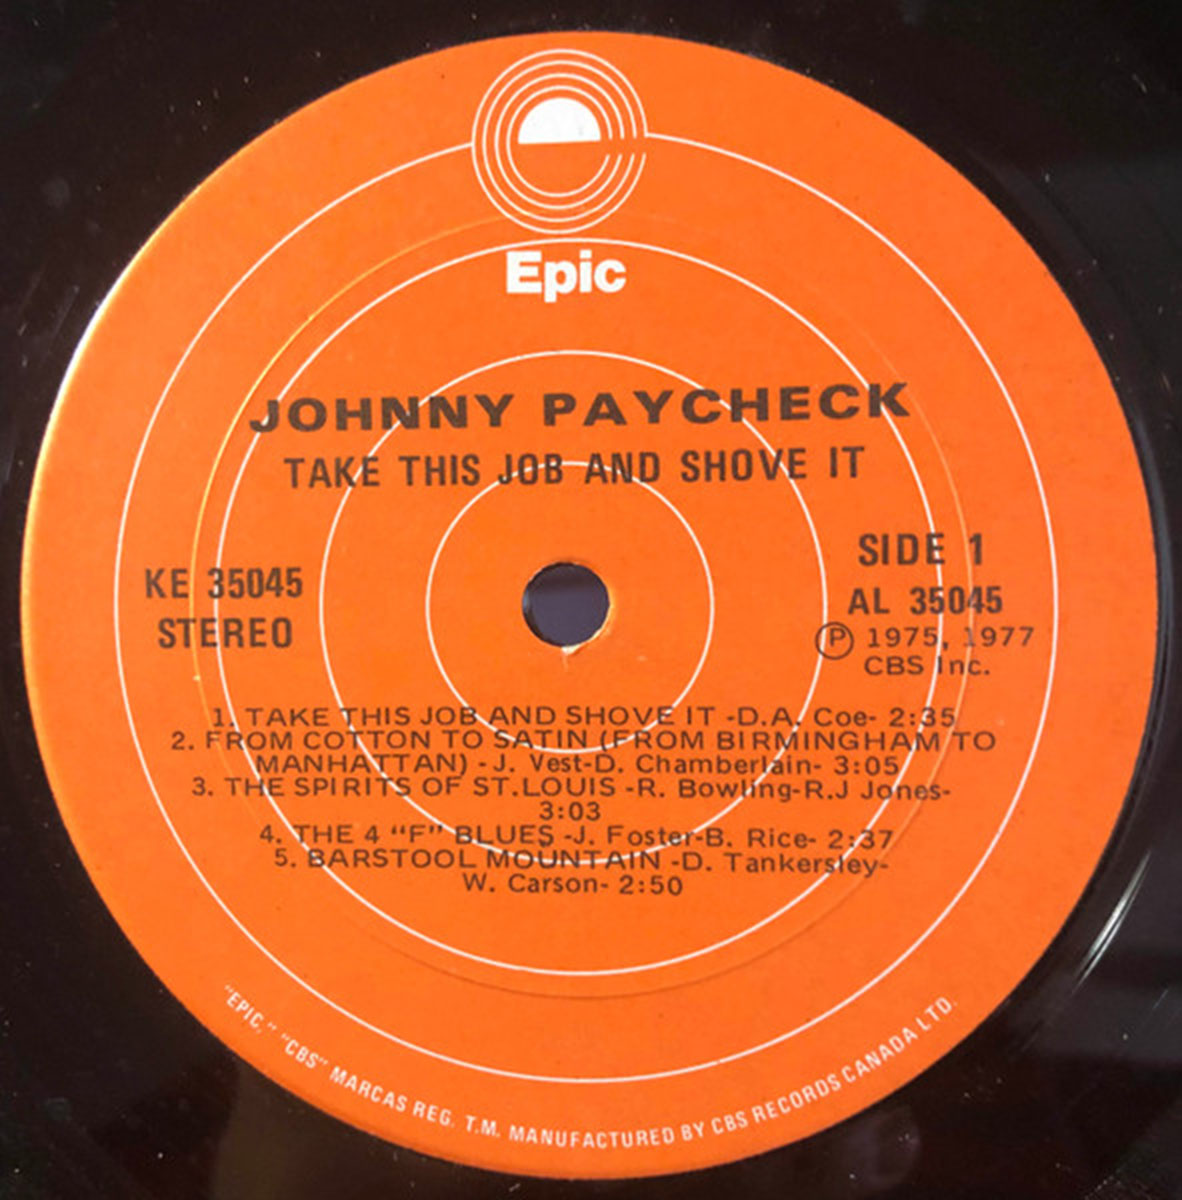 Epic
JOHNNY PAYCHECK
TAKE THIS JOB AND SHOVE IT
KE 35045
STEREO
SIDE 1
AL 35045
Ⓟ 1975, 1977
CBS Inc.
1. TAKE THIS JOB AND SHOVE IT -D.A. Coe- 2:35
2. FROM COTTON TO SATIN (FROM BIRMINGHAM TO
MANHATTAN) -J. Vest-D. Chamberlain- 3:05
3. THE SPIRITS OF ST.LOUIS -R. Bowling-R.J Jones-
3:03
4. THE 4 “F” BLUES -J. Foster-B. Rice- 2:37
5. BARSTOOL MOUNTAIN -D. Tankersley-
W. Carson- 2:50
"EPIC," "CBS" MARCAS REG. T.M. MANUFACTURED BY CBS RECORDS CANADA LTD.